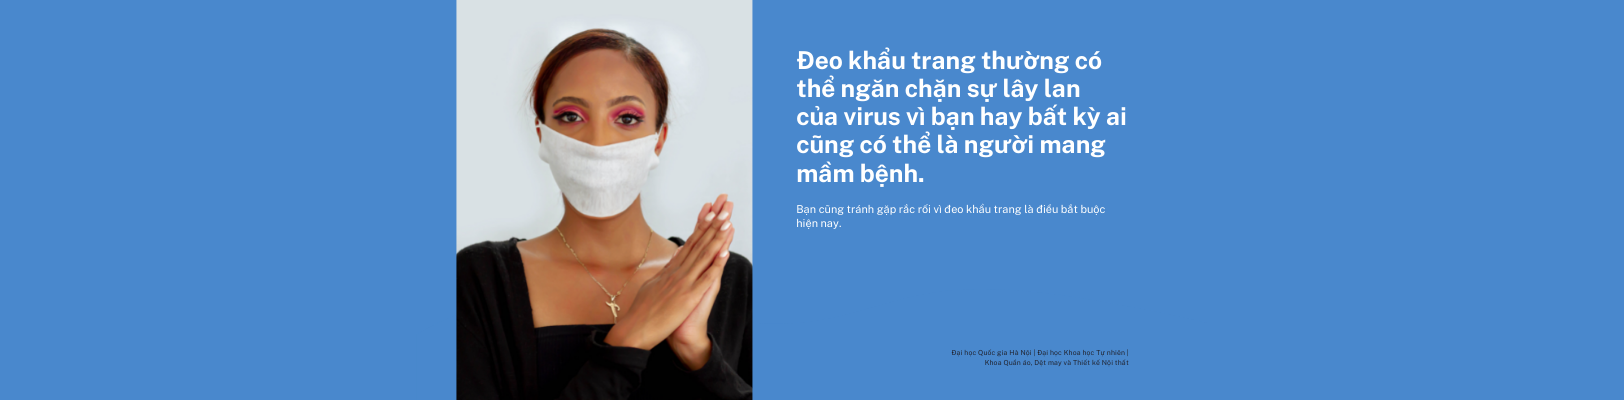 Đeo khẩu trang thường có
thể ngăn chặn sự lây lan
của virus vì bạn hay bất kỳ ai
cũng có thể là người mang
mầm bệnh.
Bạn cũng tránh gặp rắc rối vì đeo khẩu trang là điều bắt buộc
hiện nay.
Đại học Quốc gia Hà Nội | Đại học Khoa học Tự nhiên |
Khoa Quần áo, Dệt may và Thiết kế Nội thất